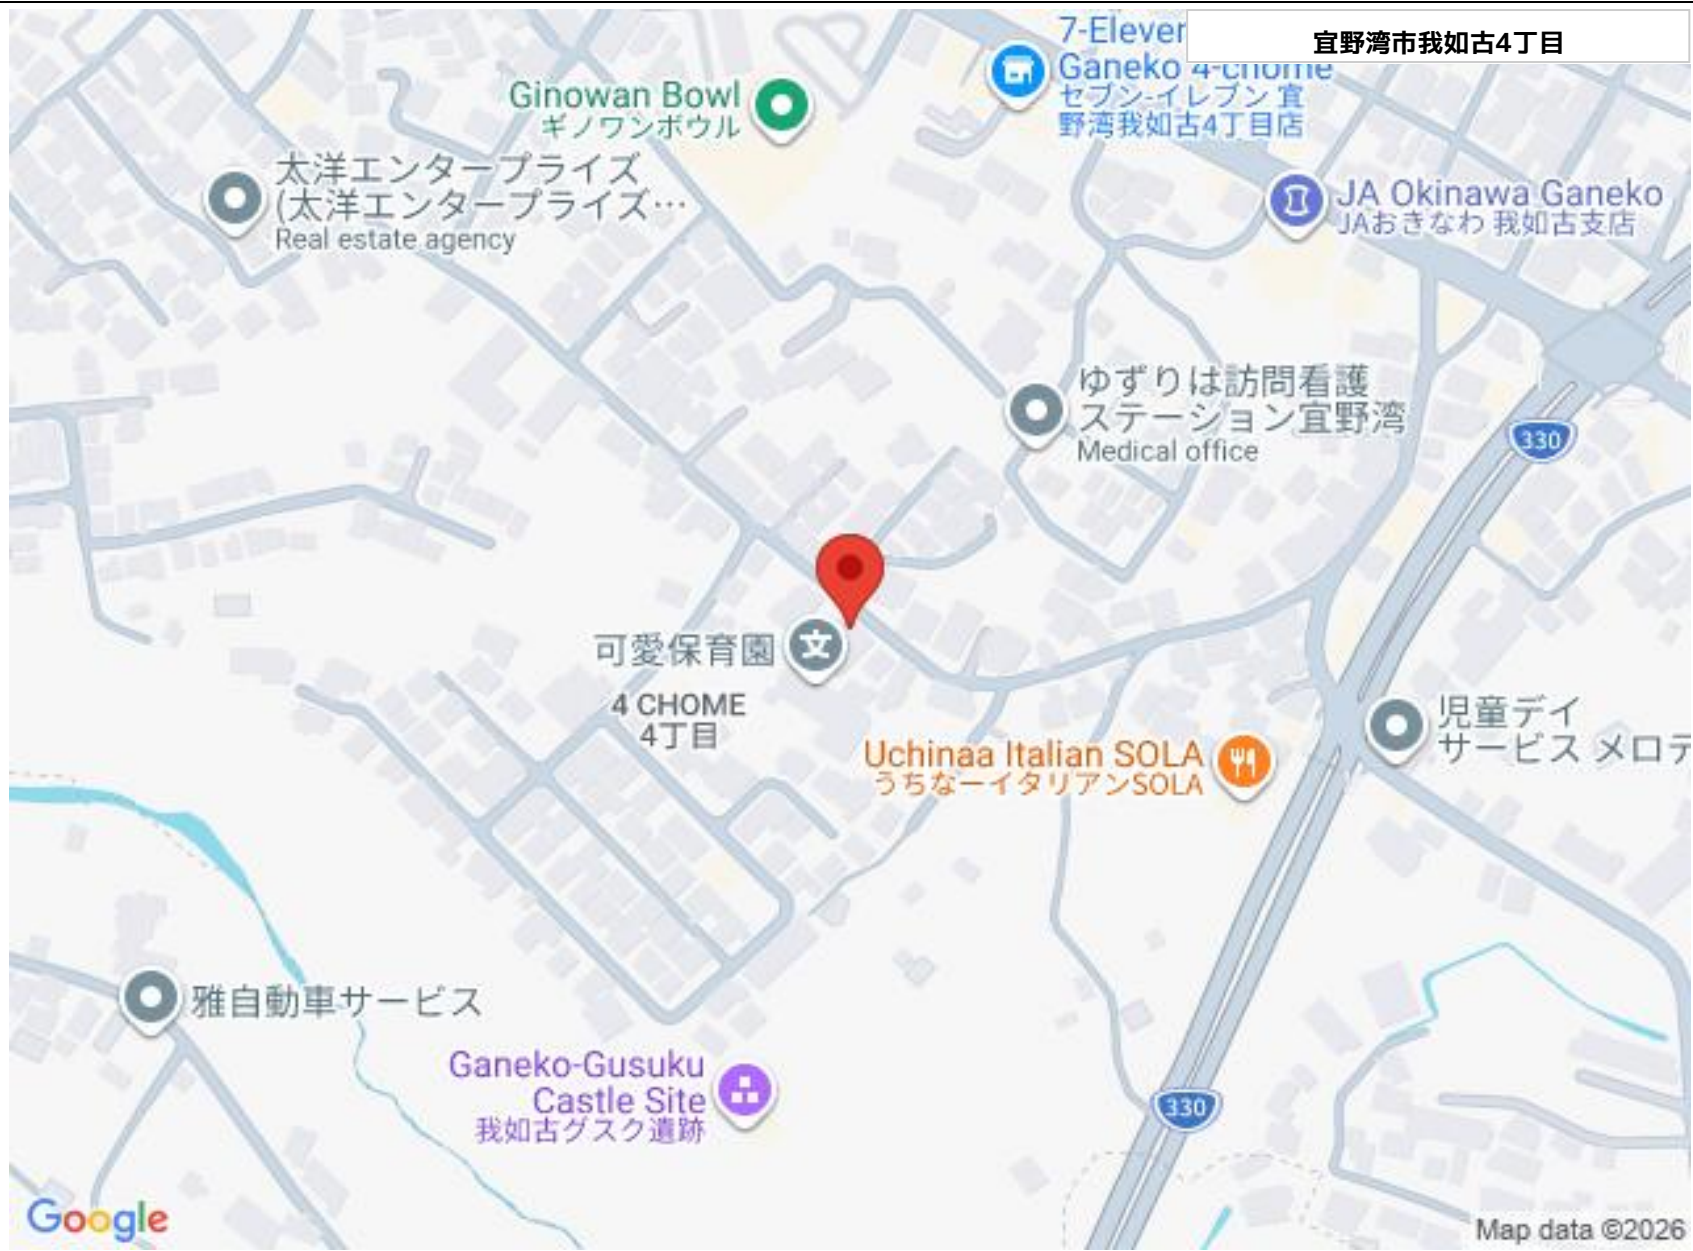 宜野湾市我如古4丁目
7-Eleven
Ganeko 4-chome
セブン-イレブン 宜
野湾我如古4丁目店
Ginowan Bowl
ギノワンボウル
太洋エンタープライズ
(太洋エンタープライズ…
Real estate agency
JA Okinawa Ganeko
JAおきなわ 我如古支店
ゆずりは訪問看護
ステーション宜野湾
Medical office
330
可愛保育園
4 CHOME
4丁目
児童デイ
サービス メロデ
Uchinaa Italian SOLA
うちなーイタリアンSOLA
雅自動車サービス
Ganeko-Gusuku
Castle Site
我如古グスク遺跡
330
Google
Map data ©2026